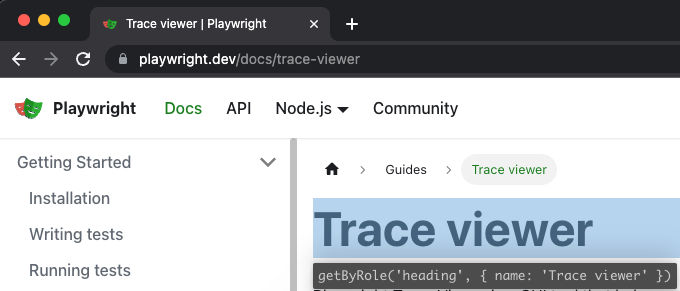 Trace viewer | Playwright
playwright.dev/docs/trace-viewer
Playwright Docs API Node.js Community
Getting Started
Installation
Writing tests
Running tests
Guides Trace viewer
Trace viewer
getByRole('heading', { name: 'Trace viewer' })